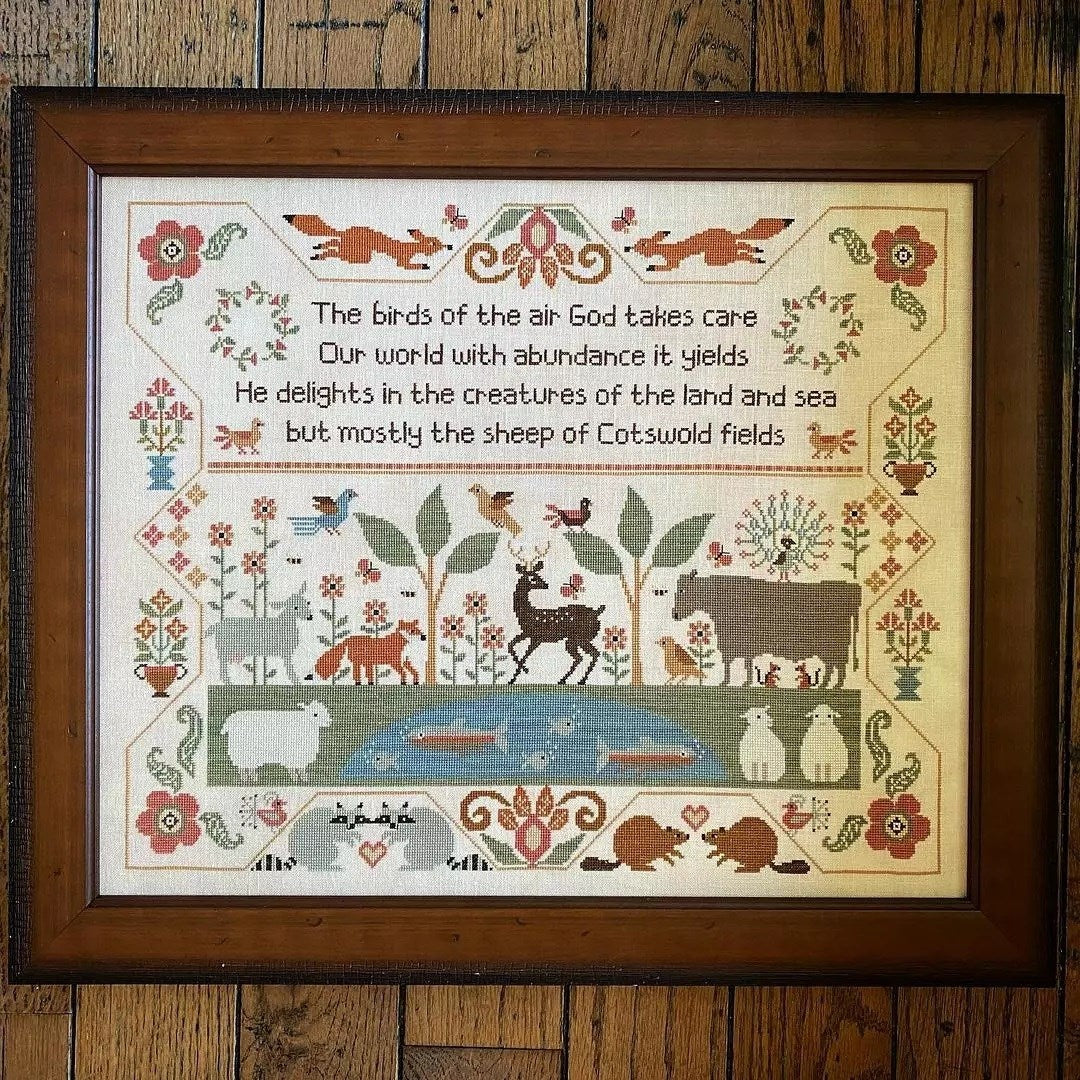 The birds of the air God takes care
Our world with abundance it yields
He delights in the creatures of the land and sea
but mostly the sheep of Cotswold fields